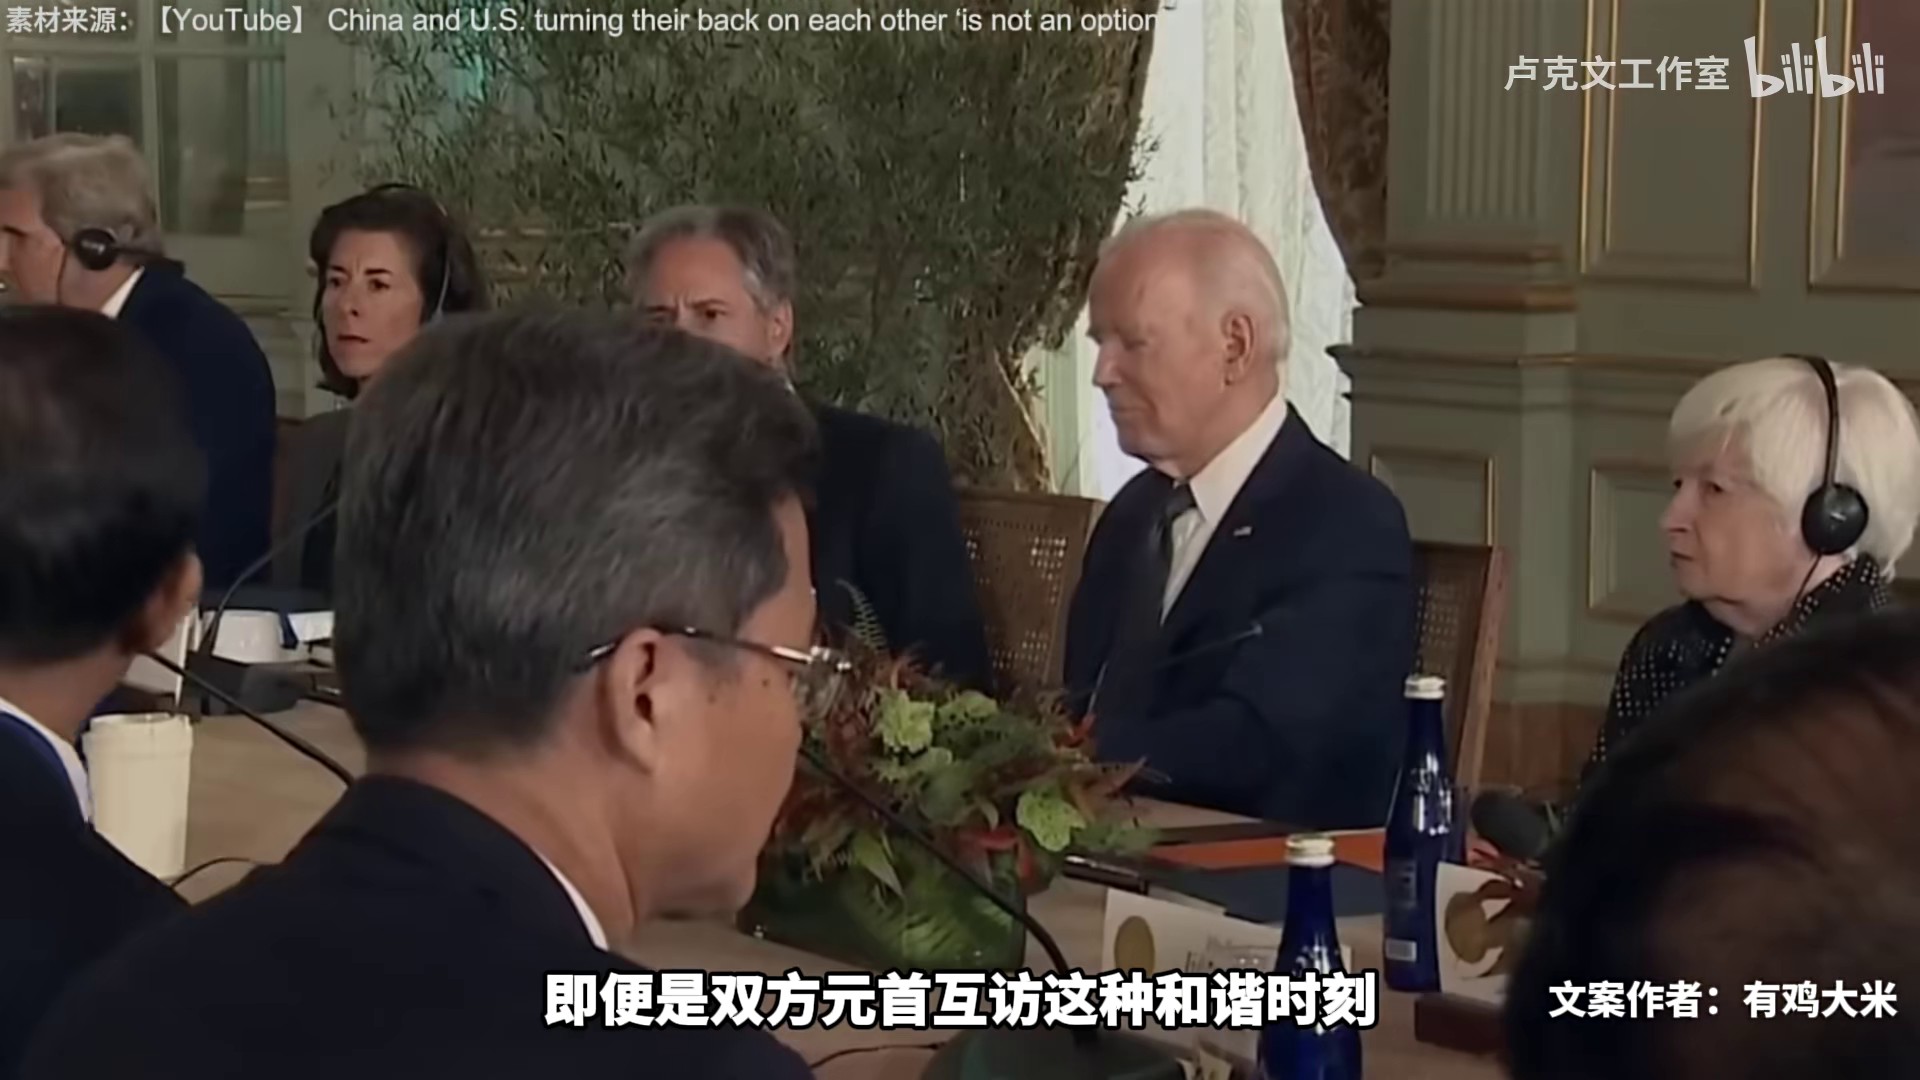 素材来源：【YouTube】 China and U.S. turning their back on each other ‘is not an option
卢克文工作室 bilibili
即便是双方元首互访这种和谐时刻
文案作者：有鸡大米